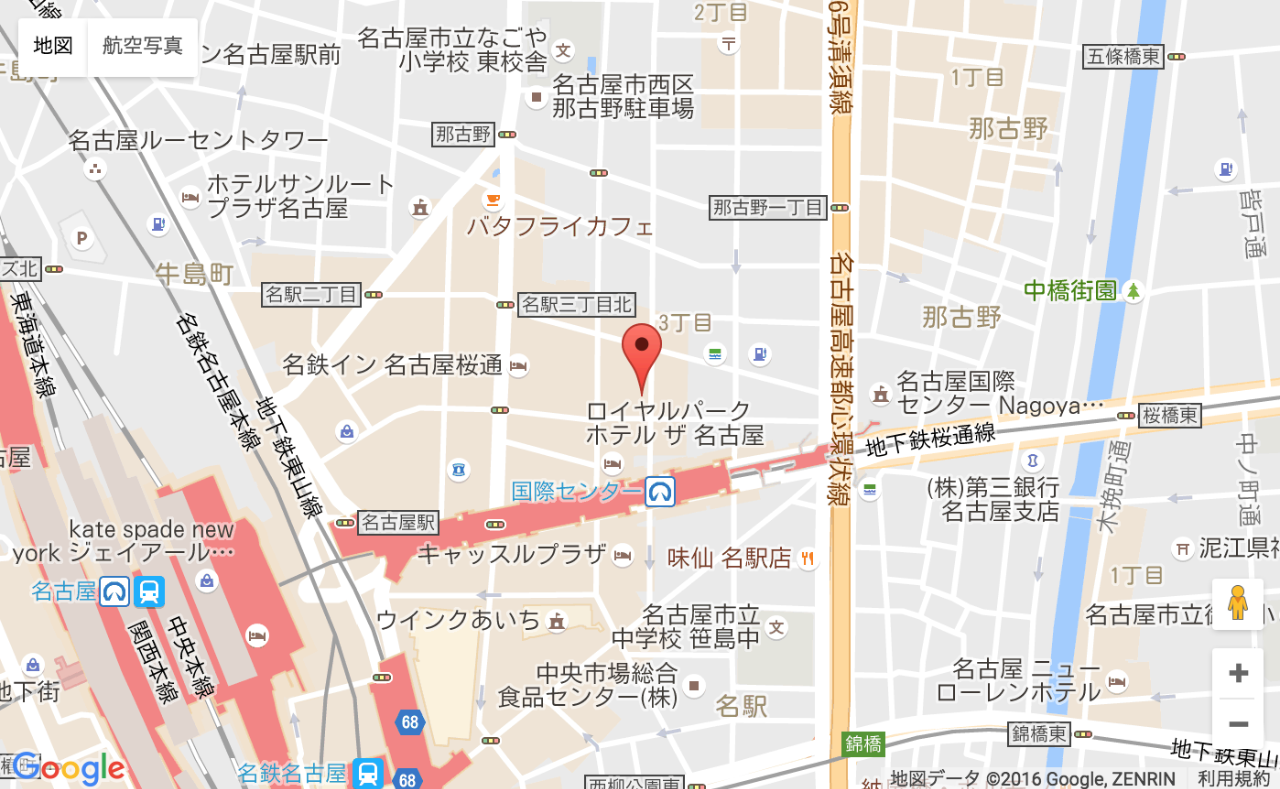 地図 航空写真
イン名古屋駅前
名古屋市立なごや
小学校 東校舎
2丁目
6号清須線
五條橋東
1丁目
名古屋市西区
那古野駐車場
那古野
那古野
名古屋ルーセントタワー
ホテルサンルート
プラザ名古屋
那古野一丁目
皆戸通
P
バタフライカフェ
牛島町
名駅二丁目
名駅三丁目北
中橋街園
東海道本線
名鉄名古屋本線
3丁目
那古野
名古屋高速都心環状線
名鉄イン 名古屋桜通
名古屋国際
センター Nagoya…
地下鉄東山線
ロイヤルパーク
ホテル ザ 名古屋
桜橋東
地下鉄桜通線
中ノ町通
木挽町通
国際センター
(株)第三銀行
名古屋支店
名古屋駅
kate spade new
york ジェイアール…
キャッスルプラザ
味仙 名駅店
1丁目
名古屋
ウインクあいち
名古屋市立
中学校 笹島中
中央本線
関西本線
中央市場総合
食品センター(株)
名古屋 ニュー
ローレンホテル
地下街
名駅
68
錦橋東
錦橋
地下鉄東山
Google
名鉄名古屋
68
西柳公園東
地図データ ©2016 Google, ZENRIN 利用規約